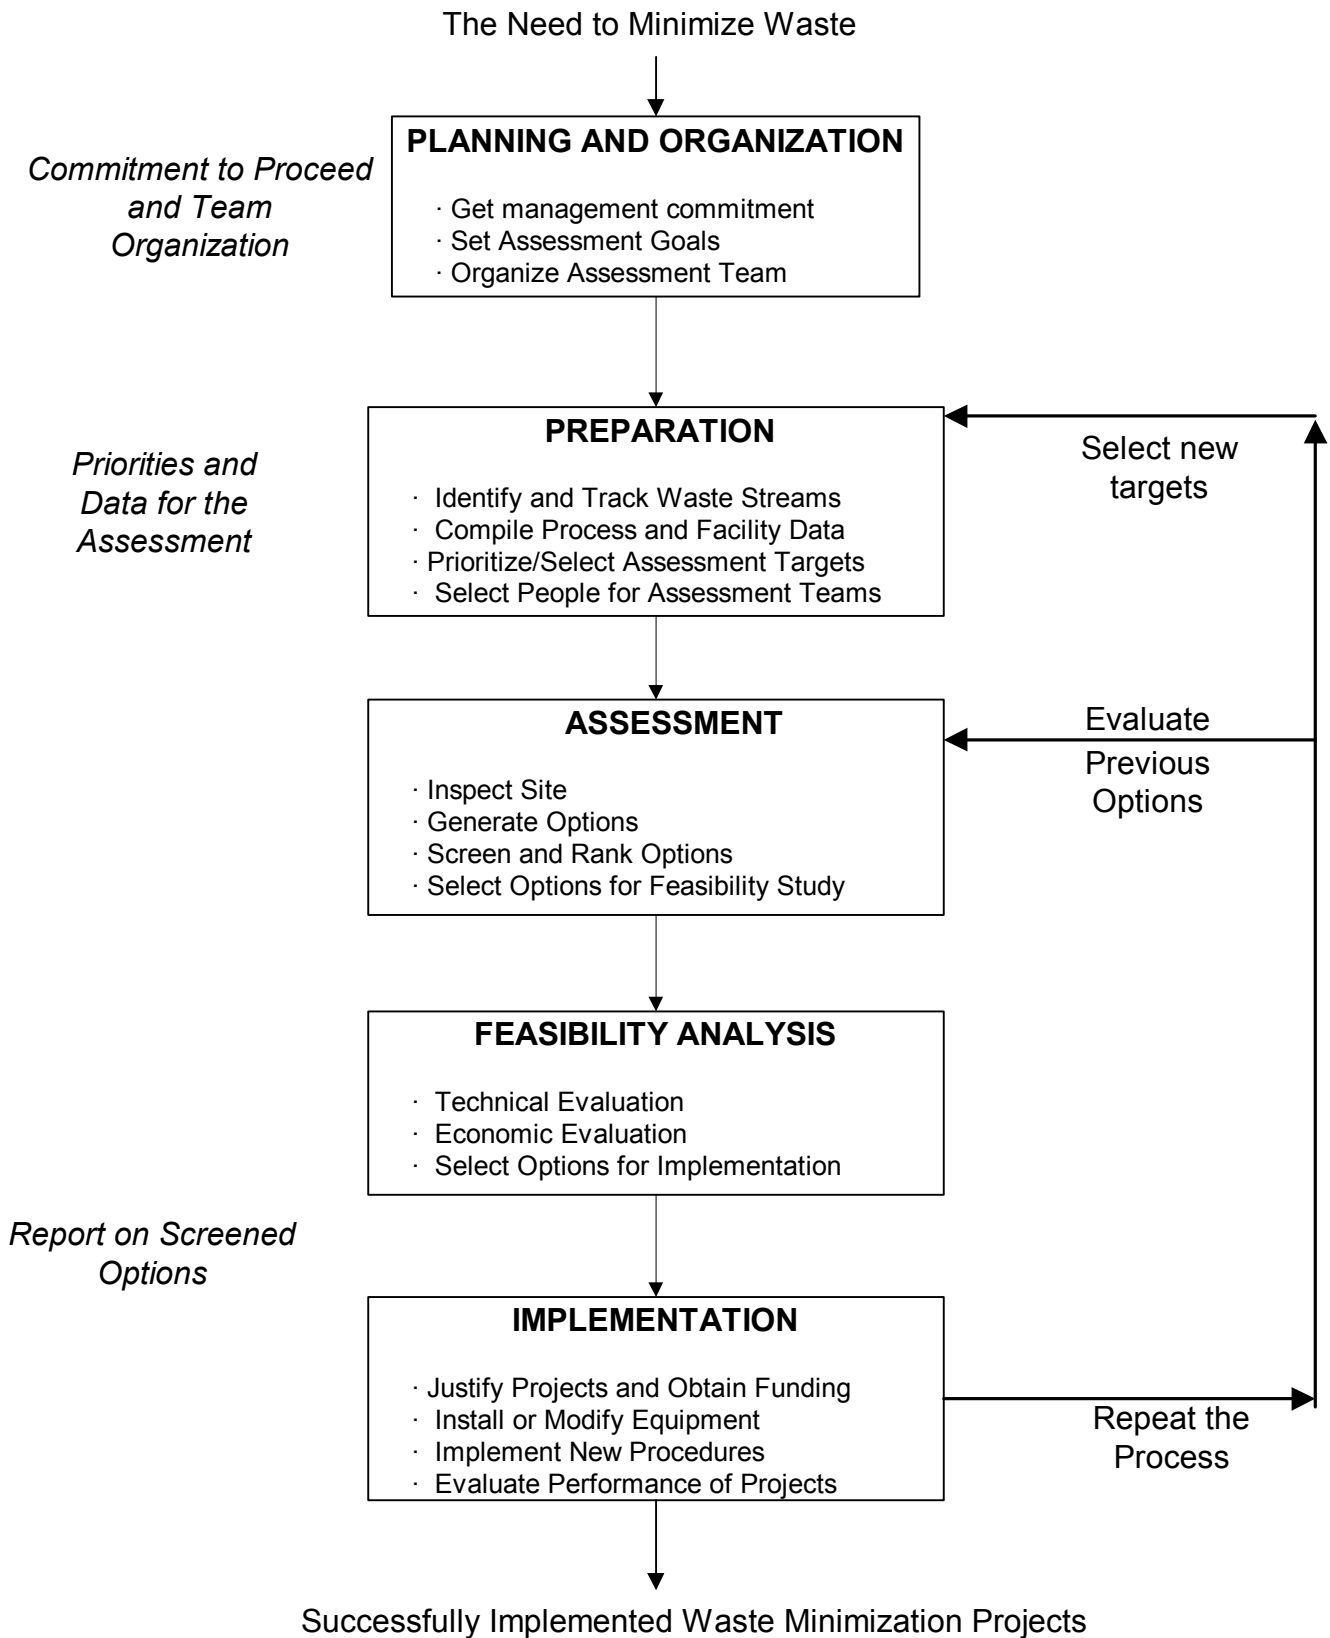 The Need to Minimize Waste
PLANNING AND ORGANIZATION
Commitment to Proceed
and Team
Organization
· Get management commitment
· Set Assessment Goals
· Organize Assessment Team
PREPARATION
Priorities and
Data for the
Assessment
· Identify and Track Waste Streams
· Compile Process and Facility Data
· Prioritize/Select Assessment Targets
· Select People for Assessment Teams
Select new
targets
ASSESSMENT
· Inspect Site
· Generate Options
· Screen and Rank Options
· Select Options for Feasibility Study
Evaluate
Previous
Options
FEASIBILITY ANALYSIS
· Technical Evaluation
· Economic Evaluation
· Select Options for Implementation
Report on Screened
Options
IMPLEMENTATION
· Justify Projects and Obtain Funding
· Install or Modify Equipment
· Implement New Procedures
· Evaluate Performance of Projects
Repeat the
Process
Successfully Implemented Waste Minimization Projects